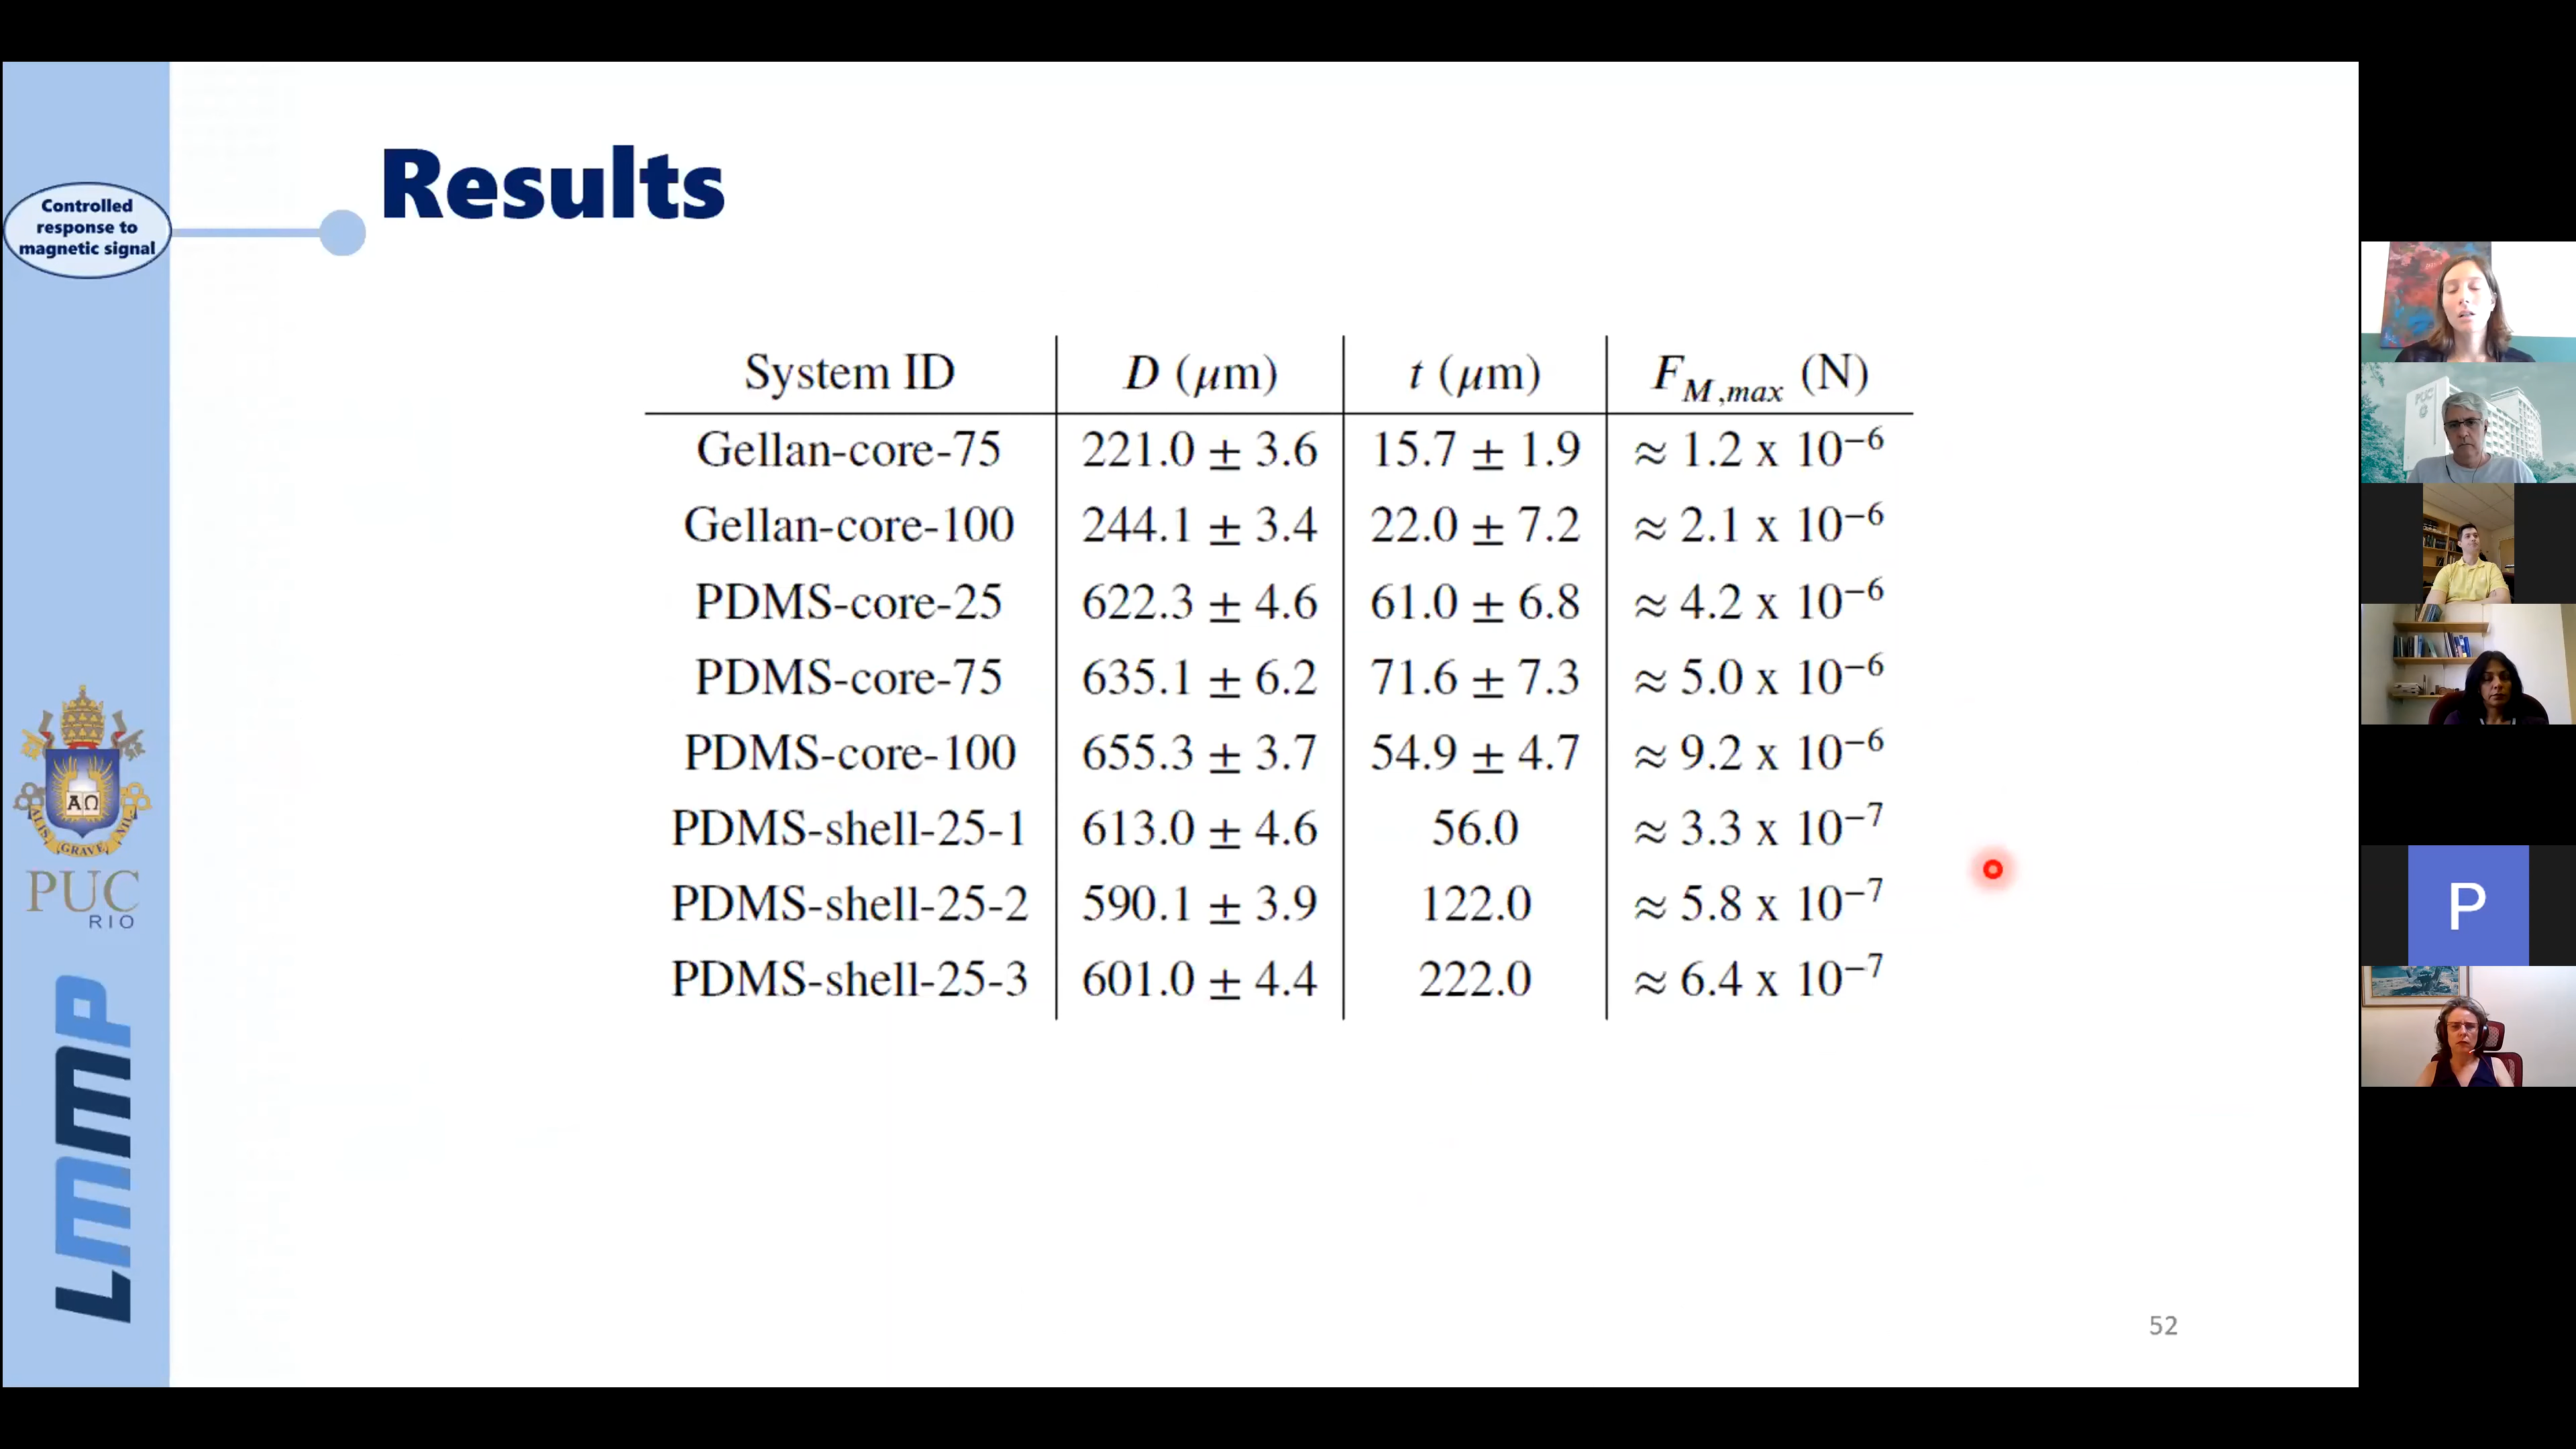 Results
Controlled
response to
magnetic signal
System ID D (μm) t (μm) F_M,max (N)
Gellan-core-75 221.0 ± 3.6 15.7 ± 1.9 ≈ 1.2 x 10⁻⁶
Gellan-core-100 244.1 ± 3.4 22.0 ± 7.2 ≈ 2.1 x 10⁻⁶
PDMS-core-25 622.3 ± 4.6 61.0 ± 6.8 ≈ 4.2 x 10⁻⁶
PDMS-core-75 635.1 ± 6.2 71.6 ± 7.3 ≈ 5.0 x 10⁻⁶
PDMS-core-100 655.3 ± 3.7 54.9 ± 4.7 ≈ 9.2 x 10⁻⁶
PDMS-shell-25-1 613.0 ± 4.6 56.0 ≈ 3.3 x 10⁻⁷
PDMS-shell-25-2 590.1 ± 3.9 122.0 ≈ 5.8 x 10⁻⁷
PDMS-shell-25-3 601.0 ± 4.4 222.0 ≈ 6.4 x 10⁻⁷
ΑΩ
ALIS GRAVE NIL
PUC
RIO
LMMP
52
PUC
P